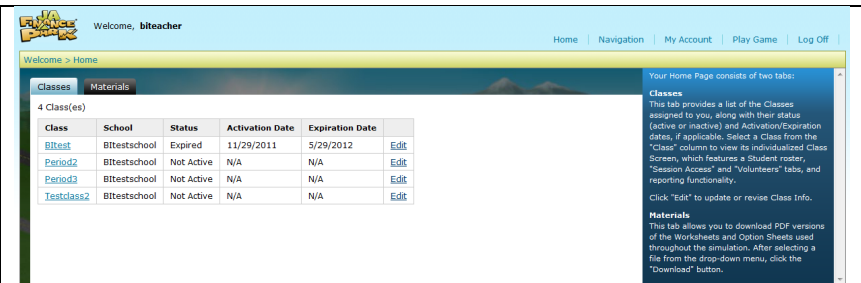 JA
FINANCE
PARK
Welcome, biteacher
Home | Navigation | My Account | Play Game | Log Off |
Welcome > Home
Classes Materials
4 Class(es)
Class School Status Activation Date Expiration Date
BItest BItestschool Expired 11/29/2011 5/29/2012 Edit
Period2 BItestschool Not Active N/A N/A Edit
Period3 BItestschool Not Active N/A N/A Edit
Testclass2 BItestschool Not Active N/A N/A Edit
Your Home Page consists of two tabs:
Classes
This tab provides a list of the Classes
assigned to you, along with their status
(active or inactive) and Activation/Expiration
dates, if applicable. Select a Class from the
"Class" column to view its individualized Class
Screen, which features a Student roster,
"Session Access" and "Volunteers" tabs, and
reporting functionality.
Click "Edit" to update or revise Class Info.
Materials
This tab allows you to download PDF versions
of the Worksheets and Option Sheets used
throughout the simulation. After selecting a
file from the drop-down menu, click the
"Download" button.